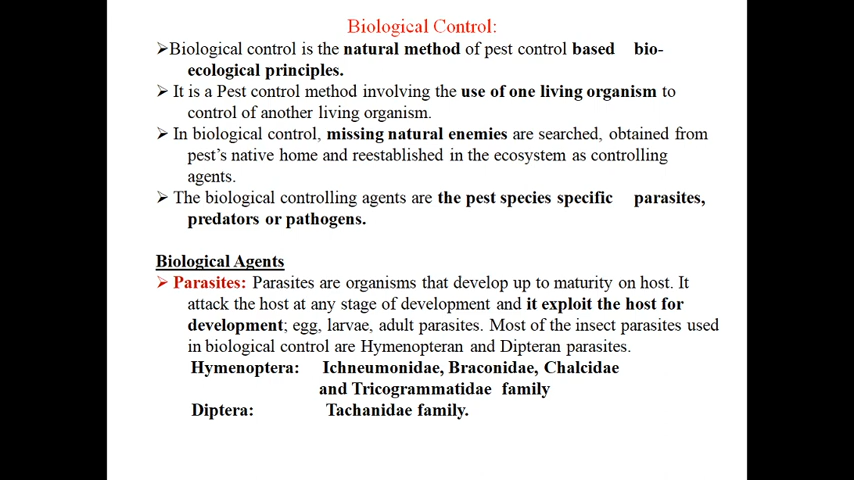 Biological Control:
➢Biological control is the natural method of pest control based bio-
ecological principles.
➢ It is a Pest control method involving the use of one living organism to
control of another living organism.
➢ In biological control, missing natural enemies are searched, obtained from
pest's native home and reestablished in the ecosystem as controlling
agents.
➢ The biological controlling agents are the pest species specific parasites,
predators or pathogens.
Biological Agents
➢ Parasites: Parasites are organisms that develop up to maturity on host. It
attack the host at any stage of development and it exploit the host for
development; egg, larvae, adult parasites. Most of the insect parasites used
in biological control are Hymenopteran and Dipteran parasites.
Hymenoptera: Ichneumonidae, Braconidae, Chalcidae
and Tricogrammatidae family
Diptera: Tachanidae family.